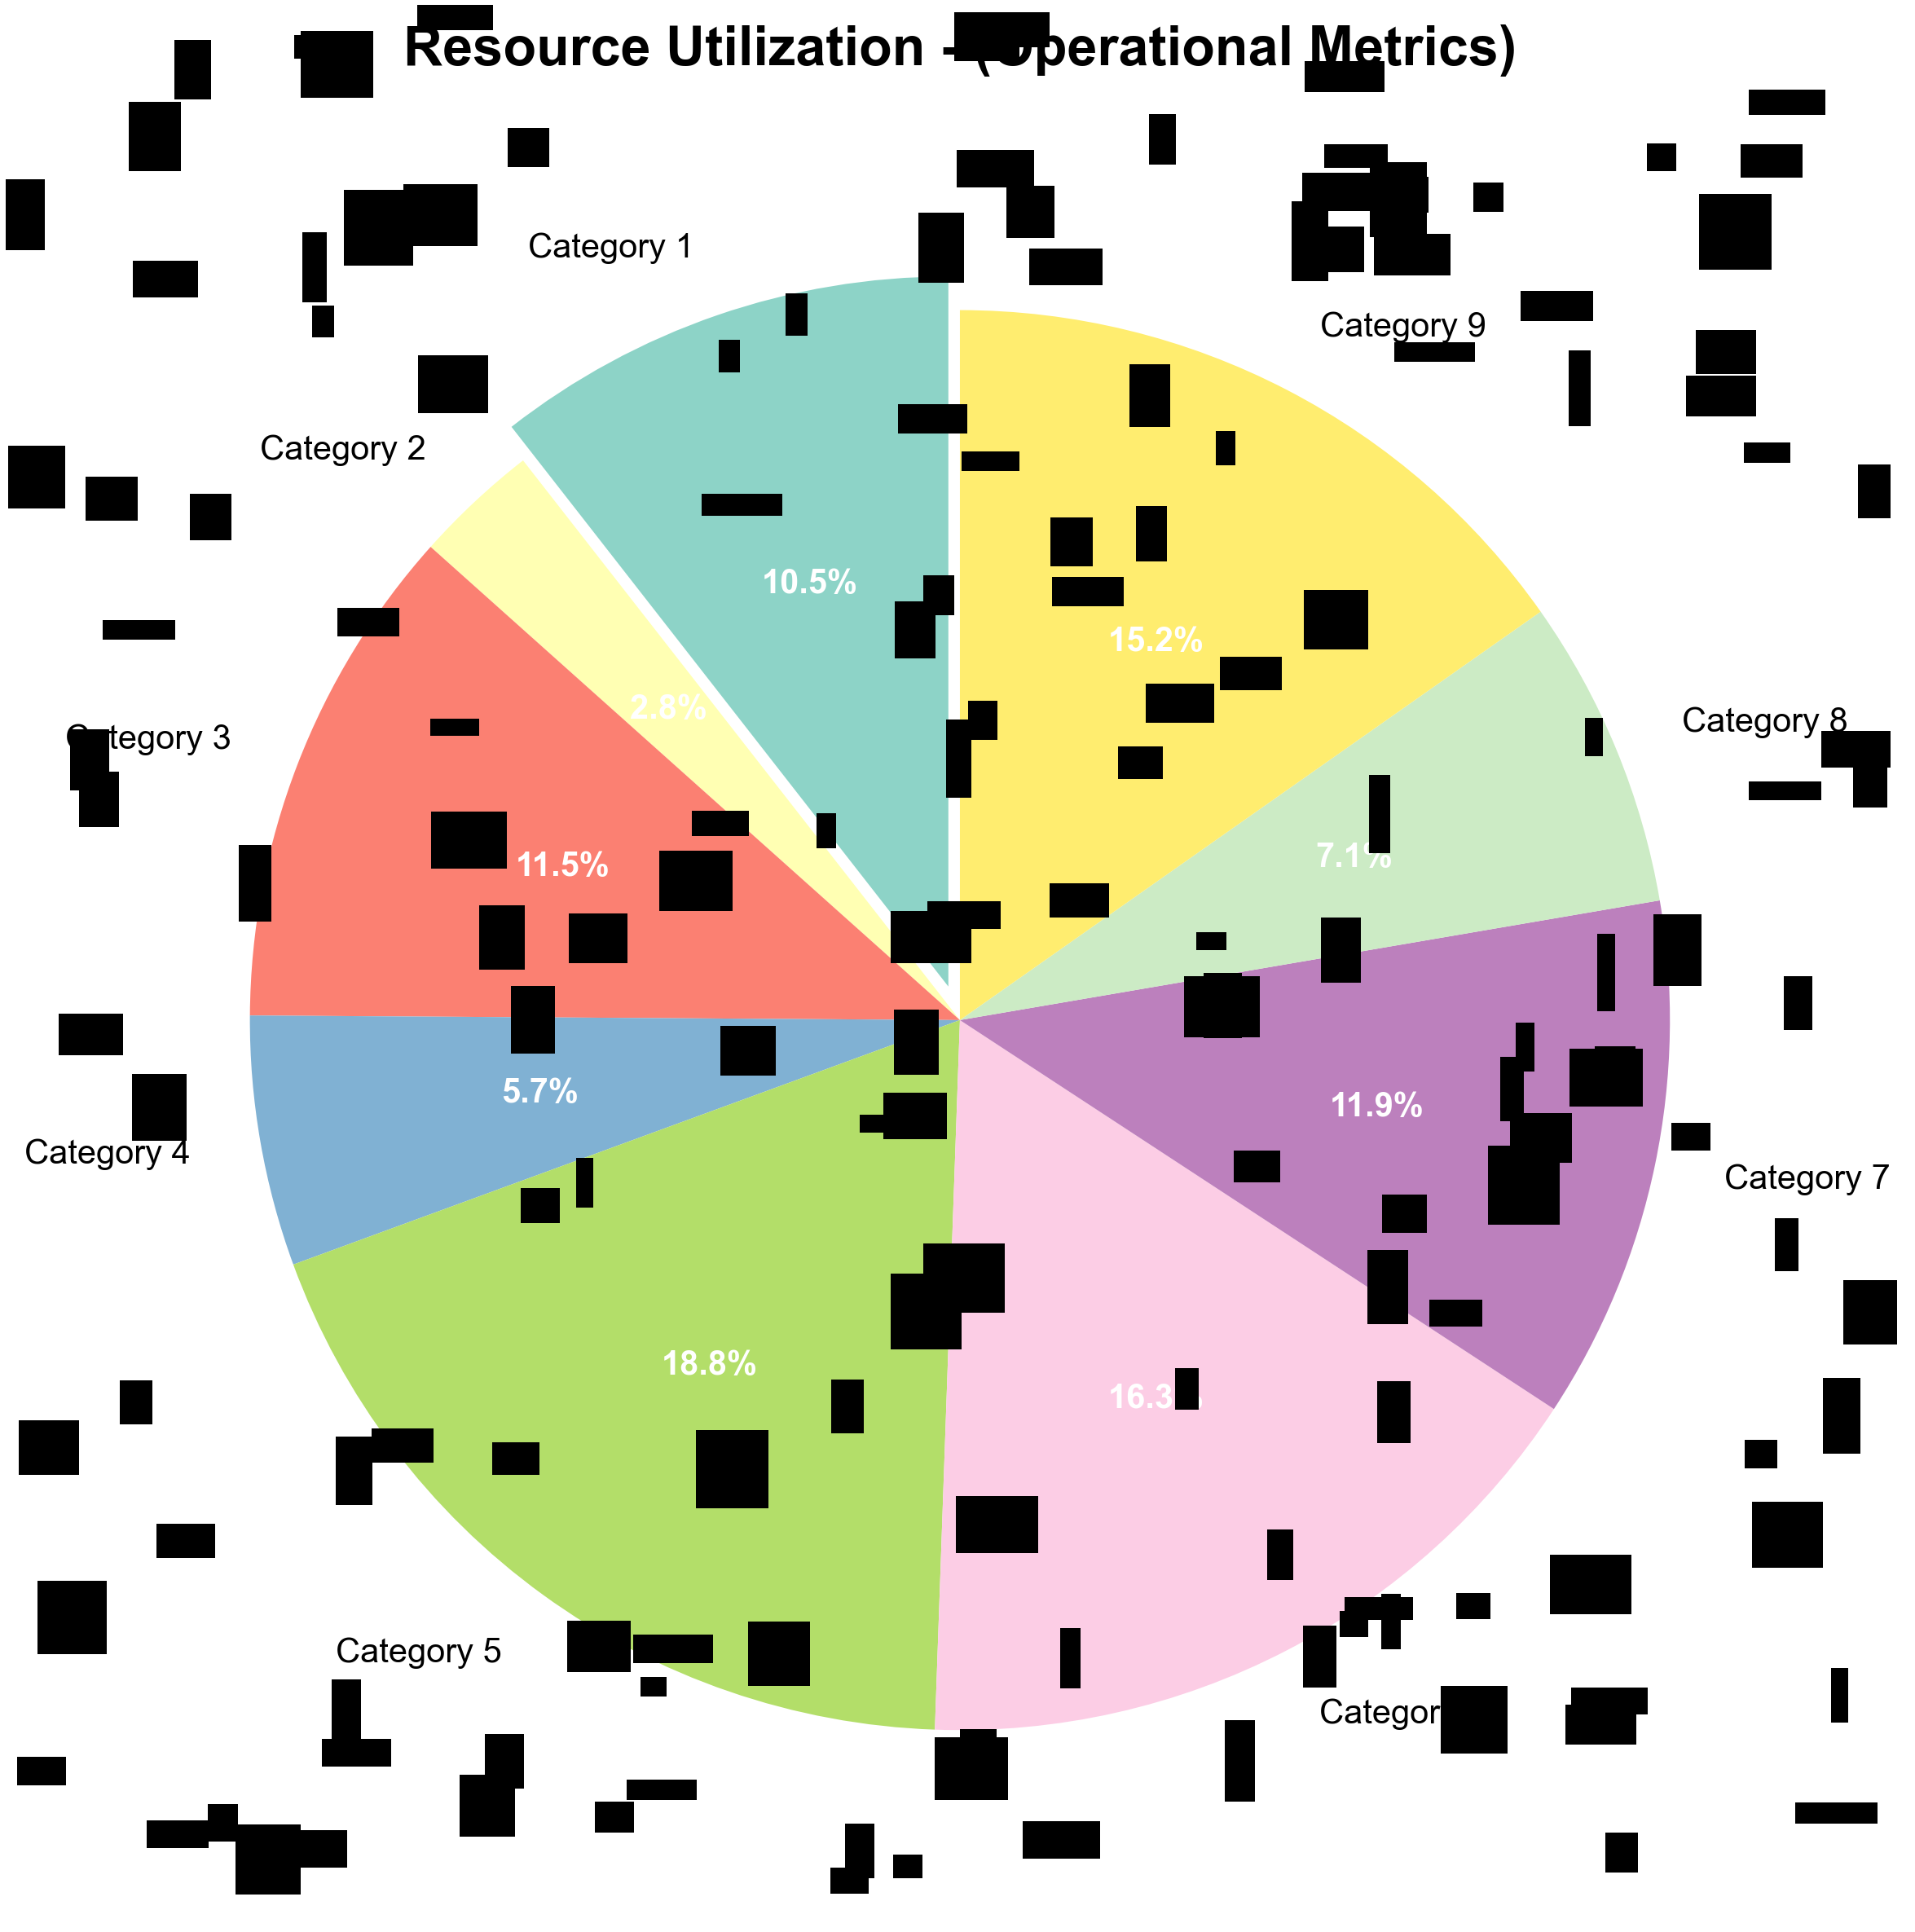 Resource Utilization - (Operational Metrics)
Category 1
Category 9
Category 2
10.5%
15.2%
2.8%
Category 3
Category 8
11.5%
7.1%
5.7%
11.9%
Category 4
Category 7
18.8%
Category 5